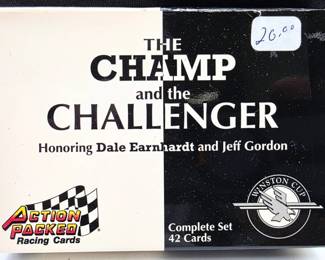 20.00
THE
CHAMP
and the
CHALLENGER
Honoring Dale Earnhardt and Jeff Gordon
ACTION
PACKED
Racing Cards
Complete Set
42 Cards
WINSTON CUP